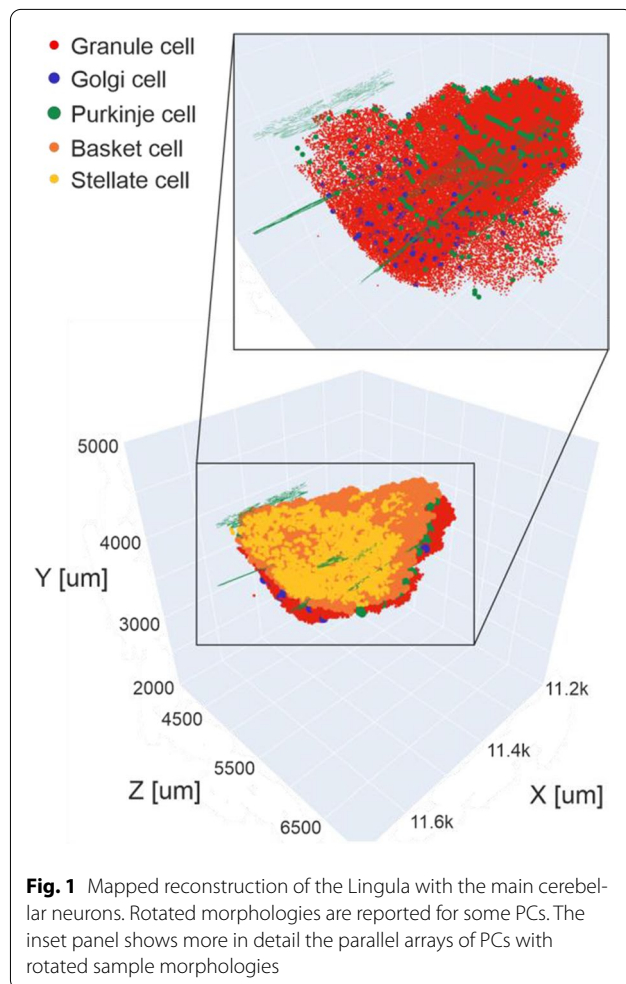 Granule cell
Golgi cell
Purkinje cell
Basket cell
Stellate cell
5000
4000
Y [um]
3000
2000
4500
11.2k
5500
11.4k
Z [um]
X [um]
6500
11.6k
Fig. 1 Mapped reconstruction of the Lingula with the main cerebel-
lar neurons. Rotated morphologies are reported for some PCs. The
inset panel shows more in detail the parallel arrays of PCs with
rotated sample morphologies